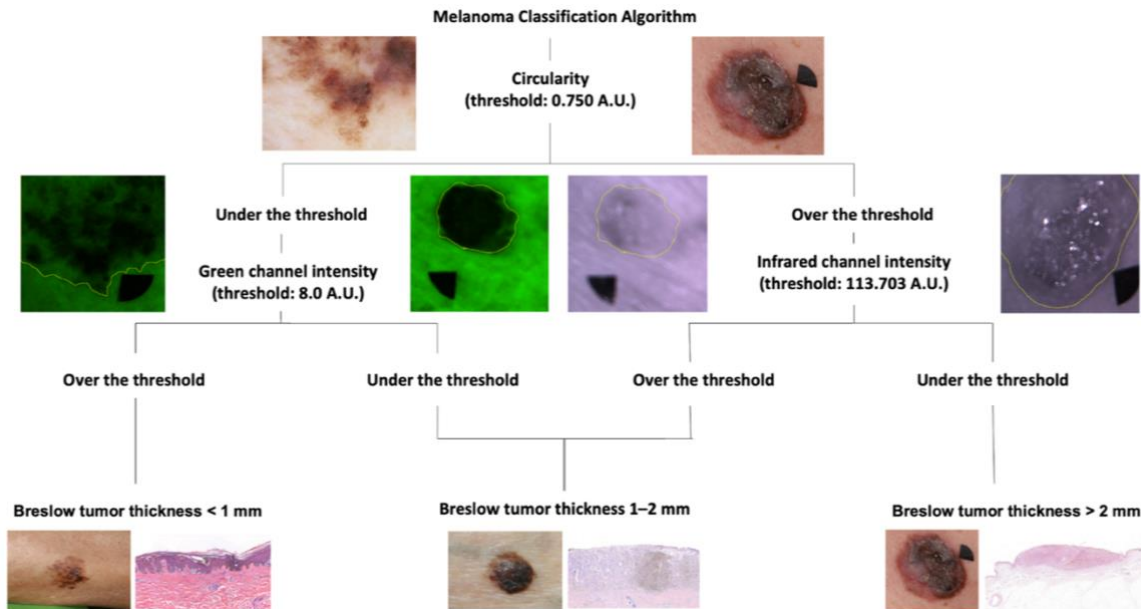 Melanoma Classification Algorithm
Circularity
(threshold: 0.750 A.U.)
Under the threshold
Over the threshold
Green channel intensity
(threshold: 8.0 A.U.)
Infrared channel intensity
(threshold: 113.703 A.U.)
Over the threshold
Under the threshold
Over the threshold
Under the threshold
Breslow tumor thickness < 1 mm
Breslow tumor thickness 1–2 mm
Breslow tumor thickness > 2 mm